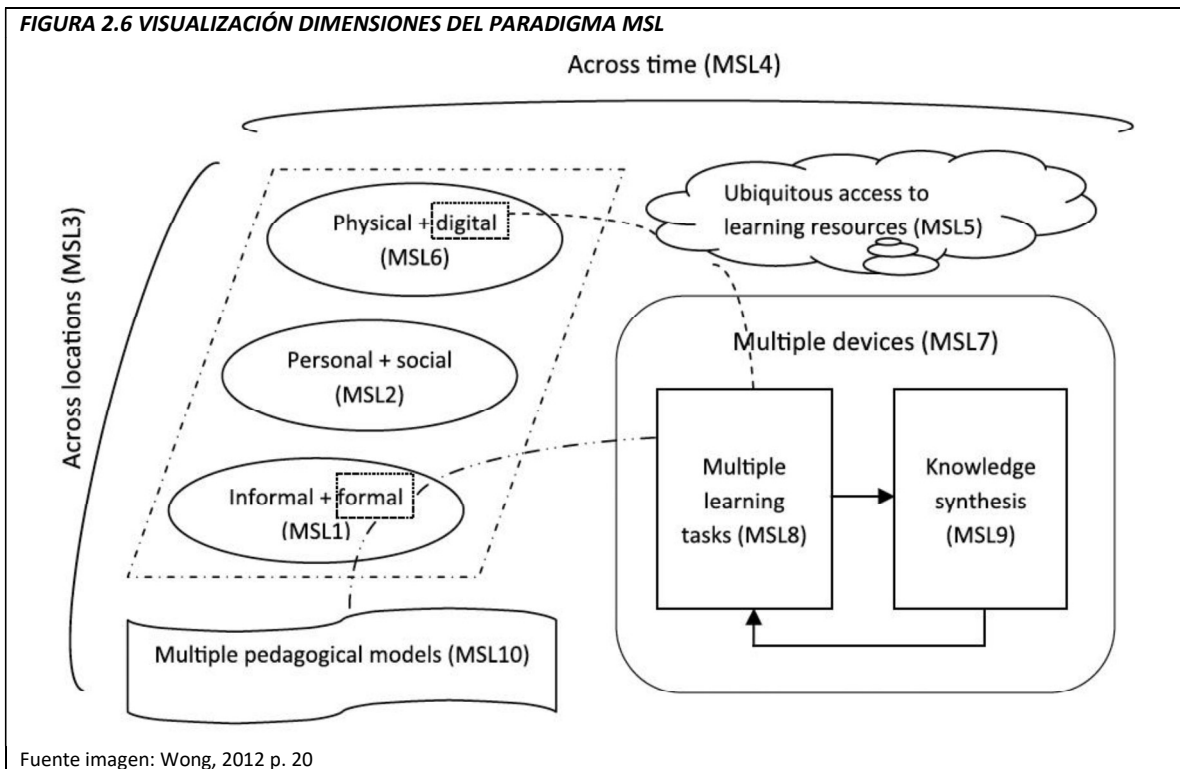 FIGURA 2.6 VISUALIZACIÓN DIMENSIONES DEL PARADIGMA MSL
Across time (MSL4)
Across locations (MSL3)
Physical + digital
(MSL6)
Ubiquitous access to
learning resources (MSL5)
Personal + social
(MSL2)
Multiple devices (MSL7)
Informal + formal
(MSL1)
Multiple
learning
tasks (MSL8)
Knowledge
synthesis
(MSL9)
Multiple pedagogical models (MSL10)
Fuente imagen: Wong, 2012 p. 20